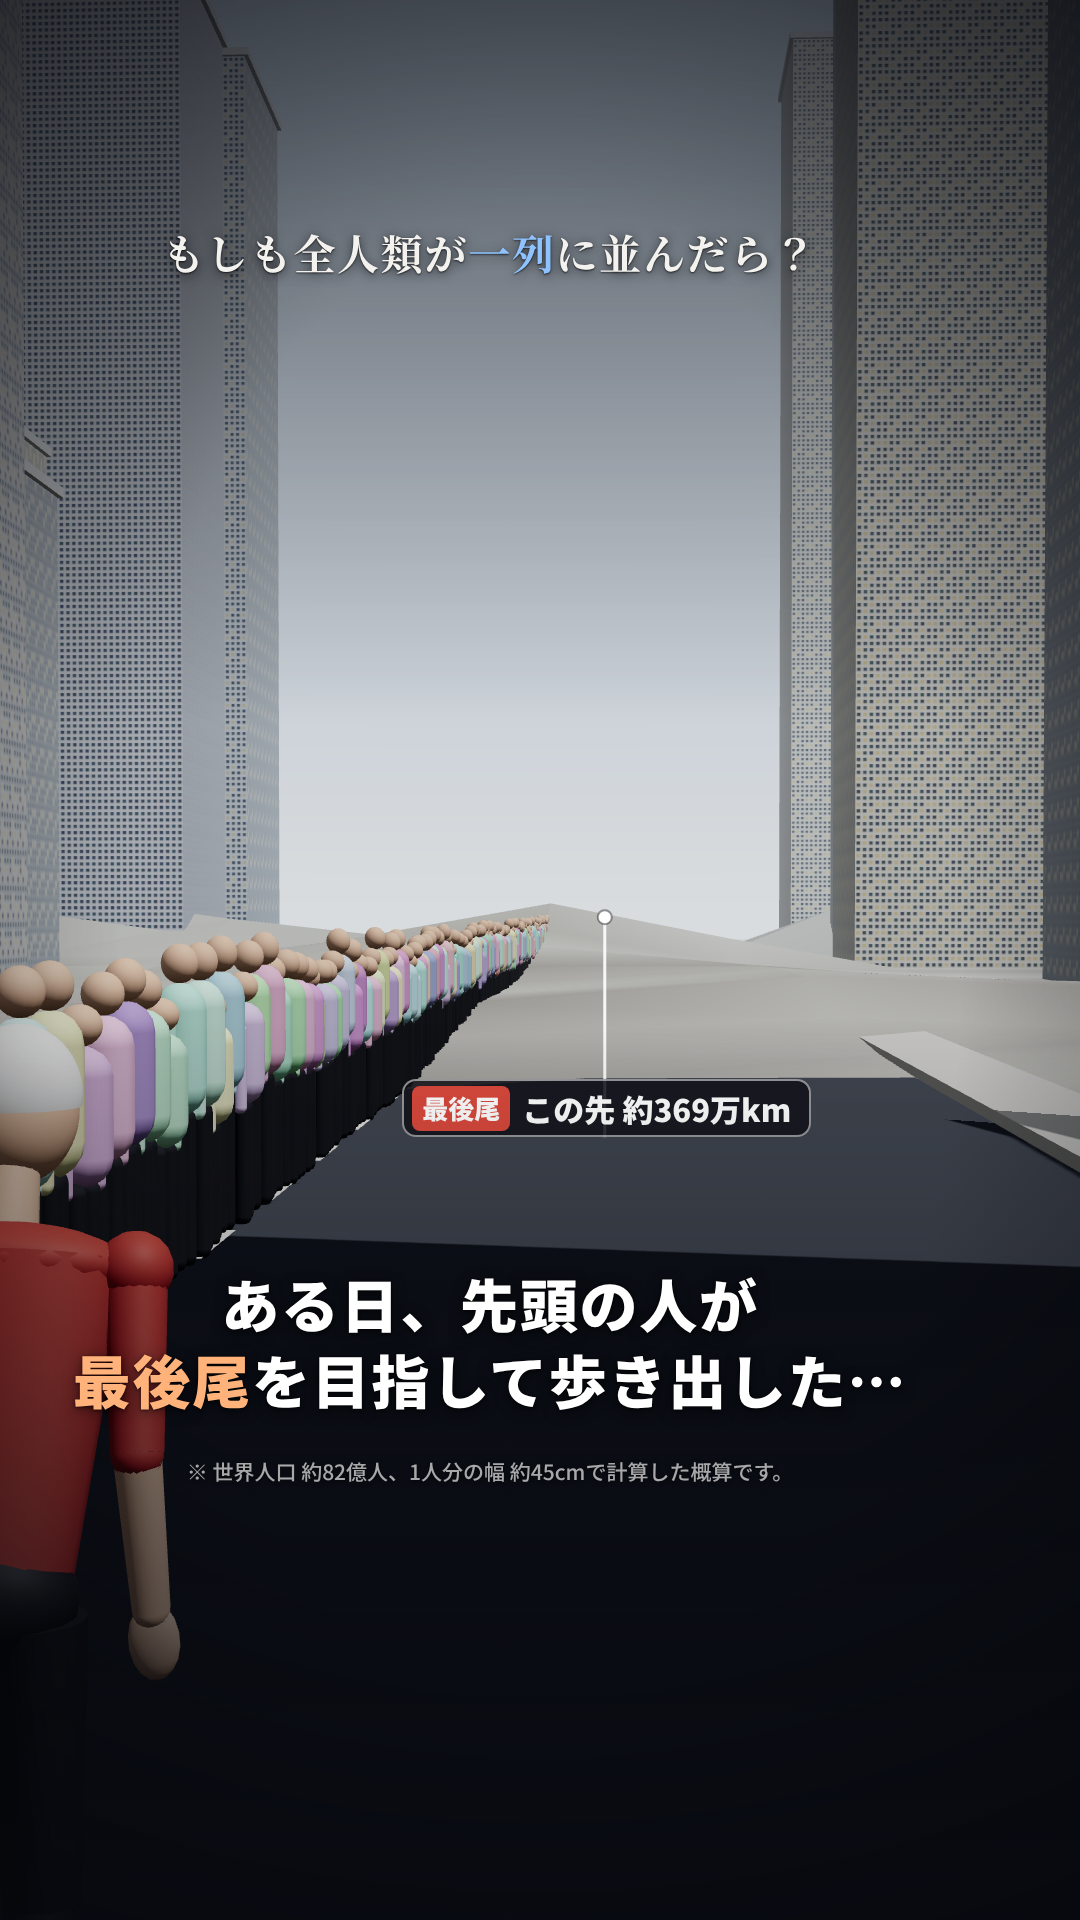 もしも全人類が一列に並んだら？
最後尾 この先 約369万km
ある日、先頭の人が
最後尾を目指して歩き出した…
※ 世界人口 約82億人、1人分の幅 約45cmで計算した概算です。